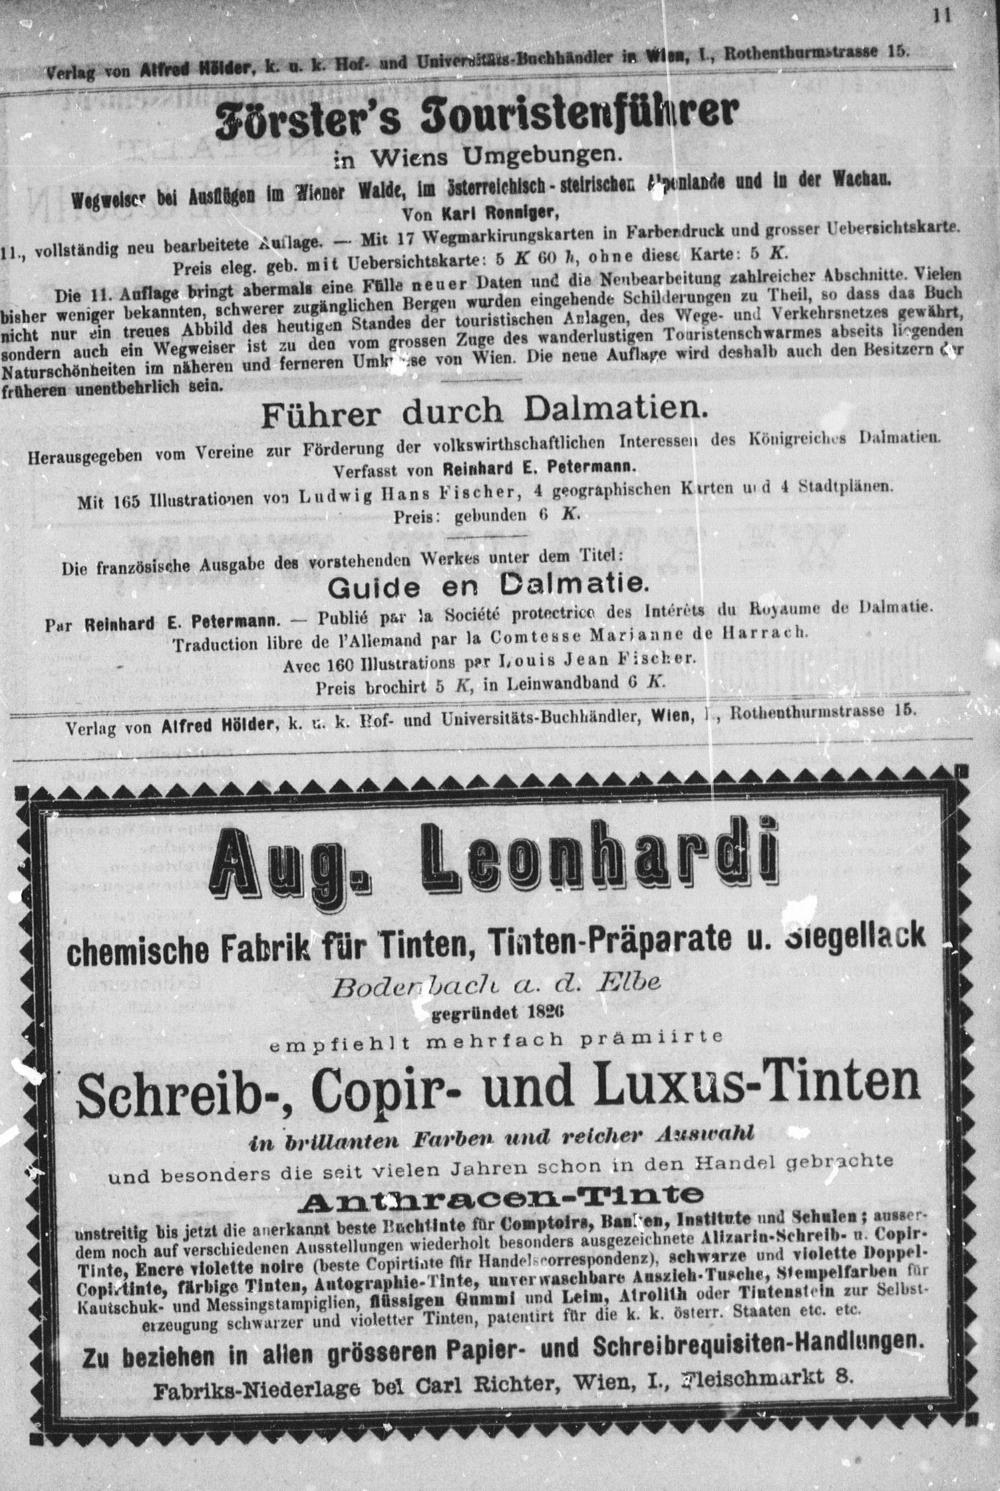 11
Verlag von Alfred Hölder, k. u. k. Hof- und Universitäts-Buchhändler in Wien, I., Rothenthurmstrasse 15.
Förster's Touristenführer
in Wiens Umgebungen.
Wegweiser bei Ausflügen im Wiener Walde, im österreichisch-steirischen Alpenlande und in der Wachau.
Von Karl Ronniger,
11., vollständig neu bearbeitete Auflage. — Mit 17 Wegmarkirungskarten in Farbendruck und grosser Uebersichtskarte.
Preis eleg. geb. mit Uebersichtskarte: 5 K 60 h, ohne diese Karte: 5 K.
Die 11. Auflage bringt abermals eine Fülle neuer Daten und die Neubearbeitung zahlreicher Abschnitte. Vielen
bisher weniger bekannten, schwerer zugänglichen Bergen wurden eingehende Schilderungen zu Theil, so dass das Buch
nicht nur ein treues Abbild des heutigen Standes der touristischen Anlagen, des Wege- und Verkehrsnetzes gewährt,
sondern auch ein Wegweiser ist zu den vom grossen Zuge des wanderlustigen Touristenschwarmes abseits liegenden
Naturschönheiten im näheren und ferneren Umkreise von Wien. Die neue Auflage wird deshalb auch den Besitzern der
früheren unentbehrlich sein.
Führer durch Dalmatien.
Herausgegeben vom Vereine zur Förderung der volkswirthschaftlichen Interessen des Königreiches Dalmatien.
Verfasst von Reinhard E. Petermann.
Mit 165 Illustrationen von Ludwig Hans Fischer, 4 geographischen Karten und 4 Stadtplänen.
Preis: gebunden 6 K.
Die französische Ausgabe des vorstehenden Werkes unter dem Titel:
Guide en Dalmatie.
Par Reinhard E. Petermann. — Publié par la Société protectrice des Intérêts du Royaume de Dalmatie.
Traduction libre de l'Allemand par la Comtesse Marianne de Harrach.
Avec 160 Illustrations par Louis Jean Fischer.
Preis brochirt 5 K, in Leinwandband 6 K.
Verlag von Alfred Hölder, k. u. k. Hof- und Universitäts-Buchhändler, Wien, I., Rothenthurmstrasse 15.
Aug. Leonhardi
chemische Fabrik für Tinten, Tinten-Präparate u. Siegellack
Bodenbach a. d. Elbe
gegründet 1826
empfiehlt mehrfach prämiirte
Schreib-, Copir- und Luxus-Tinten
in brillanten Farben und reicher Auswahl
und besonders die seit vielen Jahren schon in den Handel gebrachte
Anthracen-Tinte
unstreitig bis jetzt die anerkannt beste Buchtinte für Comptoirs, Banken, Institute und Schulen; ausser-
dem noch auf verschiedenen Ausstellungen wiederholt besonders ausgezeichnete Alizarin-Schreib- u. Copir-
Tinte, Encre violette noire (beste Copirtinte für Handelscorrespondenz), schwarze und violette Doppel-
Copirtinte, färbige Tinten, Autographie-Tinte, unverwaschbare Auszieh-Tusche, Stempelfarben für
Kautschuk- und Messingstampiglien, flüssigen Gummi und Leim, Atrolith oder Tintenstein zur Selbst-
erzeugung schwarzer und violetter Tinten, patentirt für die k. k. österr. Staaten etc. etc.
Zu beziehen in allen grösseren Papier- und Schreibrequisiten-Handlungen.
Fabriks-Niederlage bei Carl Richter, Wien, I., Fleischmarkt 8.